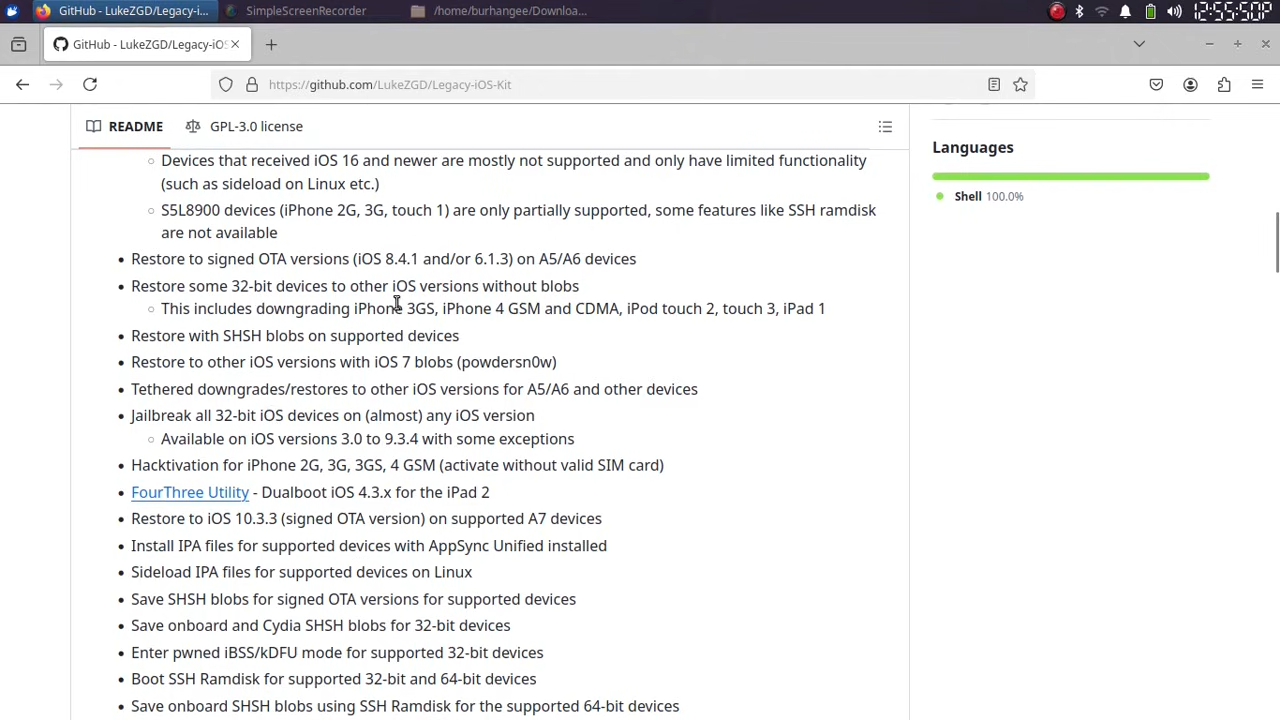 GitHub - LukeZGD/Legacy-i...
SimpleScreenRecorder
/home/burhangee/Downloa...
12:55:50P
GitHub - LukeZGD/Legacy-iOS
https://github.com/LukeZGD/Legacy-iOS-Kit
README
GPL-3.0 license
Devices that received iOS 16 and newer are mostly not supported and only have limited functionality
(such as sideload on Linux etc.)
S5L8900 devices (iPhone 2G, 3G, touch 1) are only partially supported, some features like SSH ramdisk
are not available
Restore to signed OTA versions (iOS 8.4.1 and/or 6.1.3) on A5/A6 devices
Restore some 32-bit devices to other iOS versions without blobs
This includes downgrading iPhone 3GS, iPhone 4 GSM and CDMA, iPod touch 2, touch 3, iPad 1
Restore with SHSH blobs on supported devices
Restore to other iOS versions with iOS 7 blobs (powdersn0w)
Tethered downgrades/restores to other iOS versions for A5/A6 and other devices
Jailbreak all 32-bit iOS devices on (almost) any iOS version
Available on iOS versions 3.0 to 9.3.4 with some exceptions
Hacktivation for iPhone 2G, 3G, 3GS, 4 GSM (activate without valid SIM card)
FourThree Utility - Dualboot iOS 4.3.x for the iPad 2
Restore to iOS 10.3.3 (signed OTA version) on supported A7 devices
Install IPA files for supported devices with AppSync Unified installed
Sideload IPA files for supported devices on Linux
Save SHSH blobs for signed OTA versions for supported devices
Save onboard and Cydia SHSH blobs for 32-bit devices
Enter pwned iBSS/kDFU mode for supported 32-bit devices
Boot SSH Ramdisk for supported 32-bit and 64-bit devices
Save onboard SHSH blobs using SSH Ramdisk for the supported 64-bit devices
Languages
Shell 100.0%